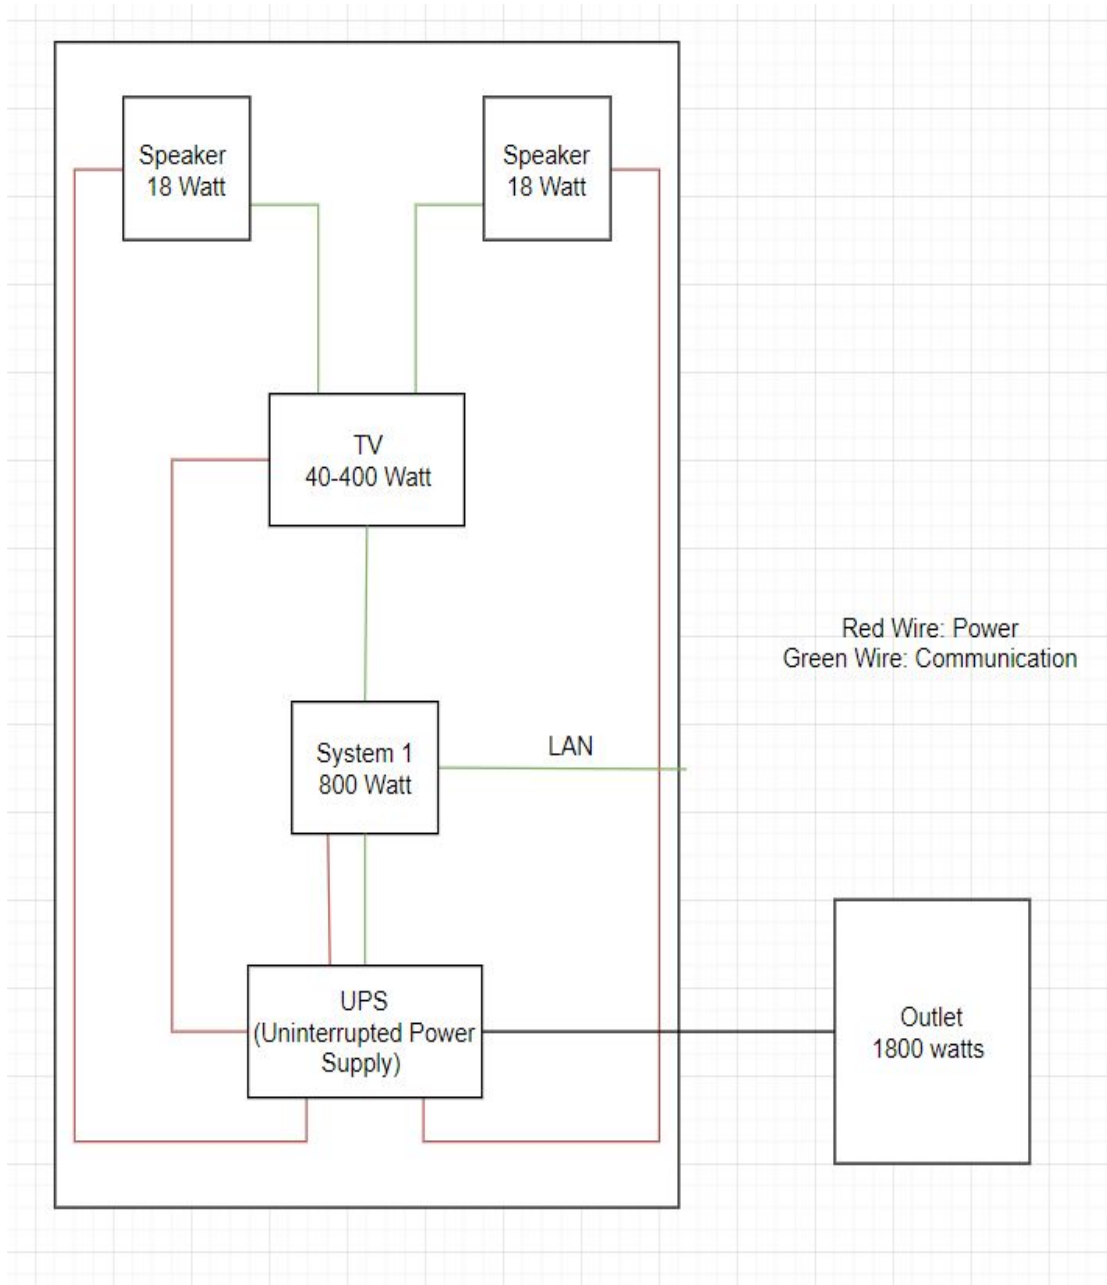 Speaker
18 Watt
Speaker
18 Watt
TV
40-400 Watt
Red Wire: Power
Green Wire: Communication
System 1
800 Watt
LAN
UPS
(Uninterrupted Power
Supply)
Outlet
1800 watts